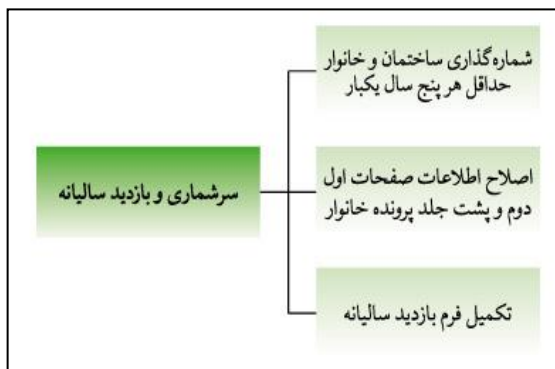 سرشماری و بازدید سالیانه
شماره‌گذاری ساختمان و خانوار
حداقل هر پنج سال یکبار
اصلاح اطلاعات صفحات اول
دوم و پشت جلد پرونده خانوار
تکمیل فرم بازدید سالیانه